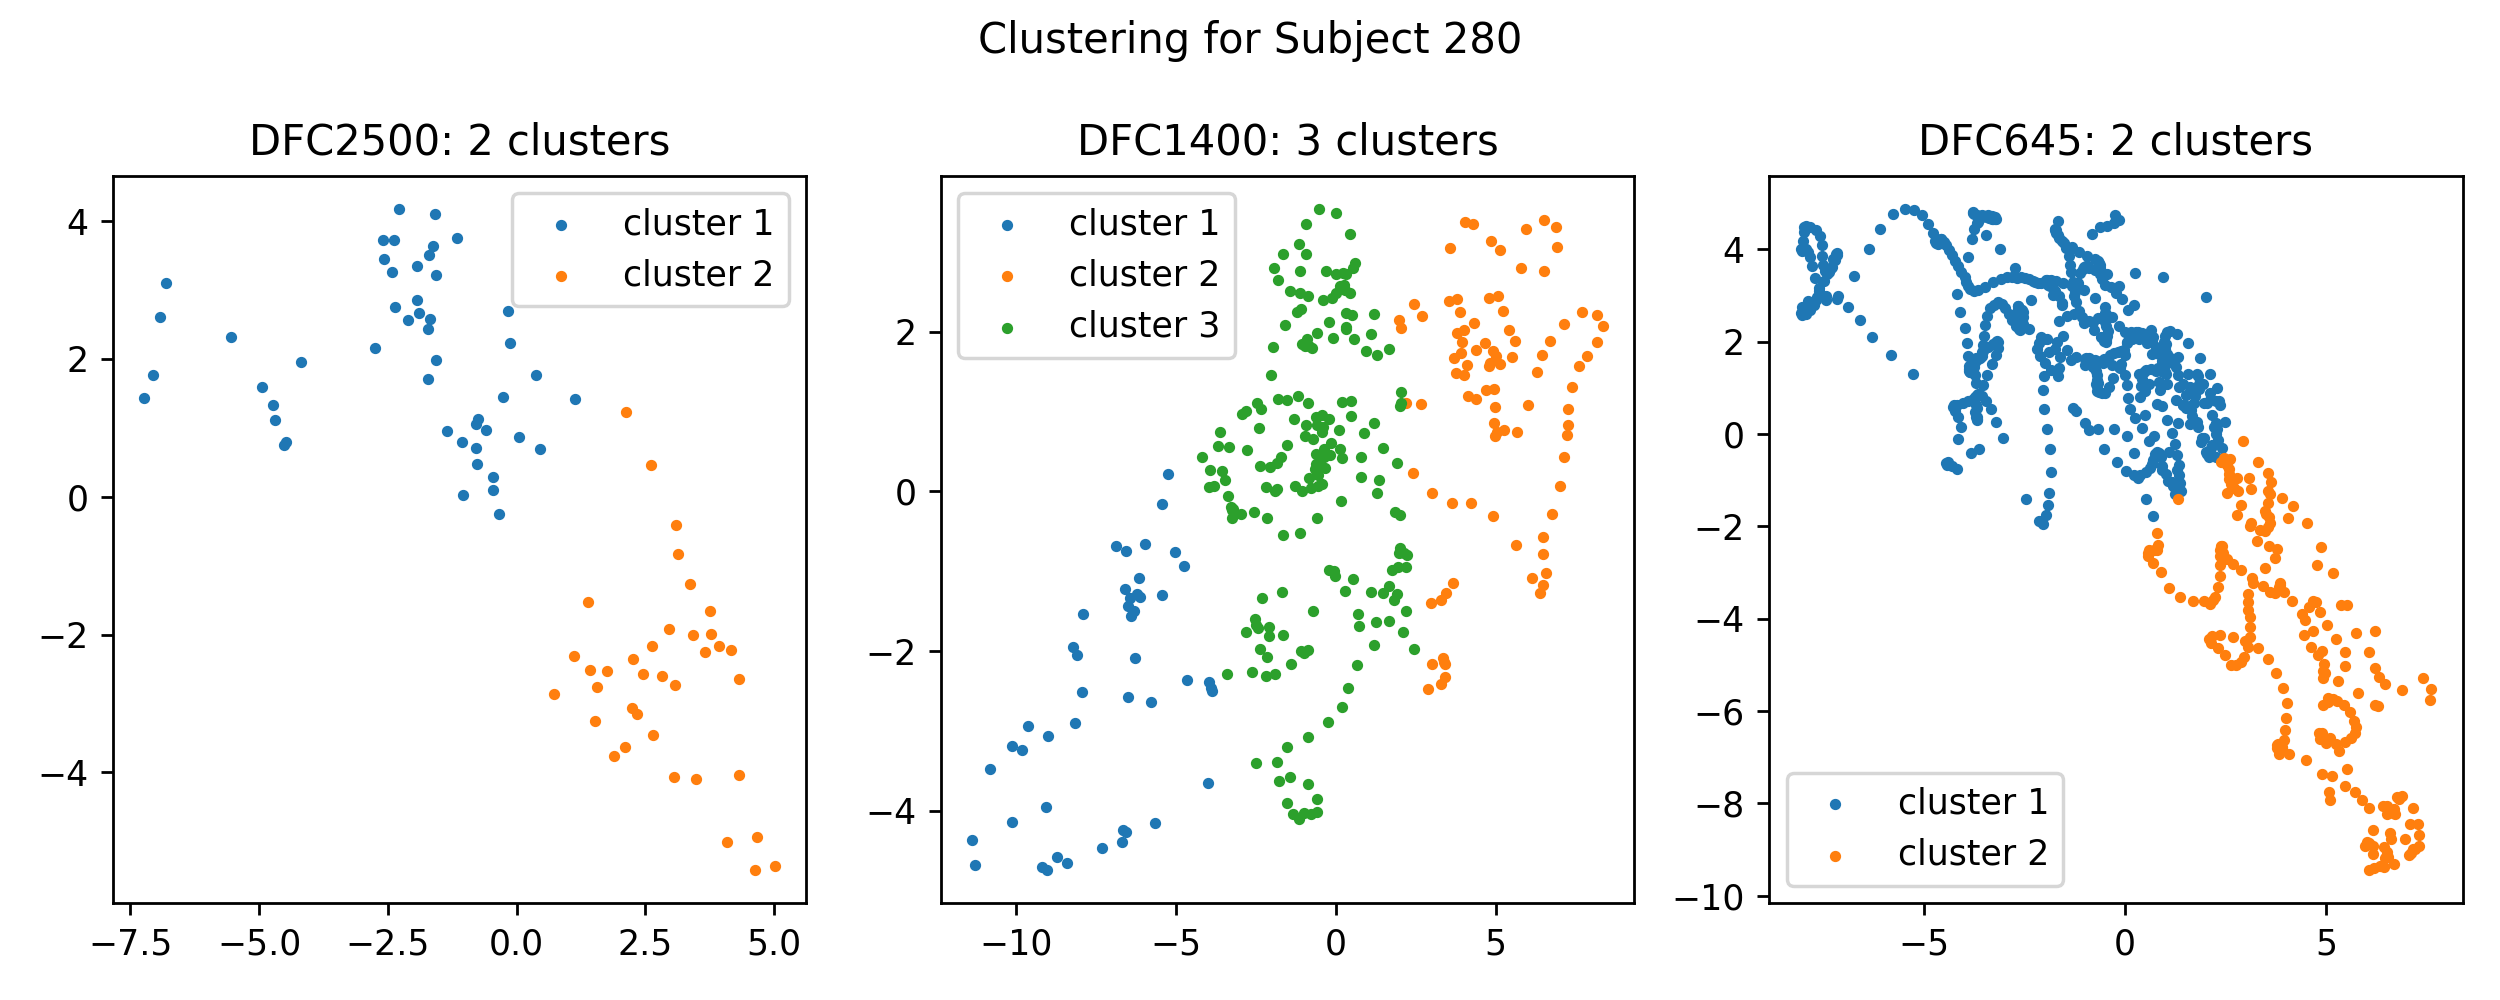 Clustering for Subject 280
DFC2500: 2 clusters
cluster 1
cluster 2
4
2
0
−2
−4
−7.5
−5.0
−2.5
0.0
2.5
5.0
DFC1400: 3 clusters
cluster 1
cluster 2
cluster 3
2
0
−2
−4
−10
−5
0
5
DFC645: 2 clusters
4
2
0
−2
−4
−6
−8
−10
cluster 1
cluster 2
−5
0
5